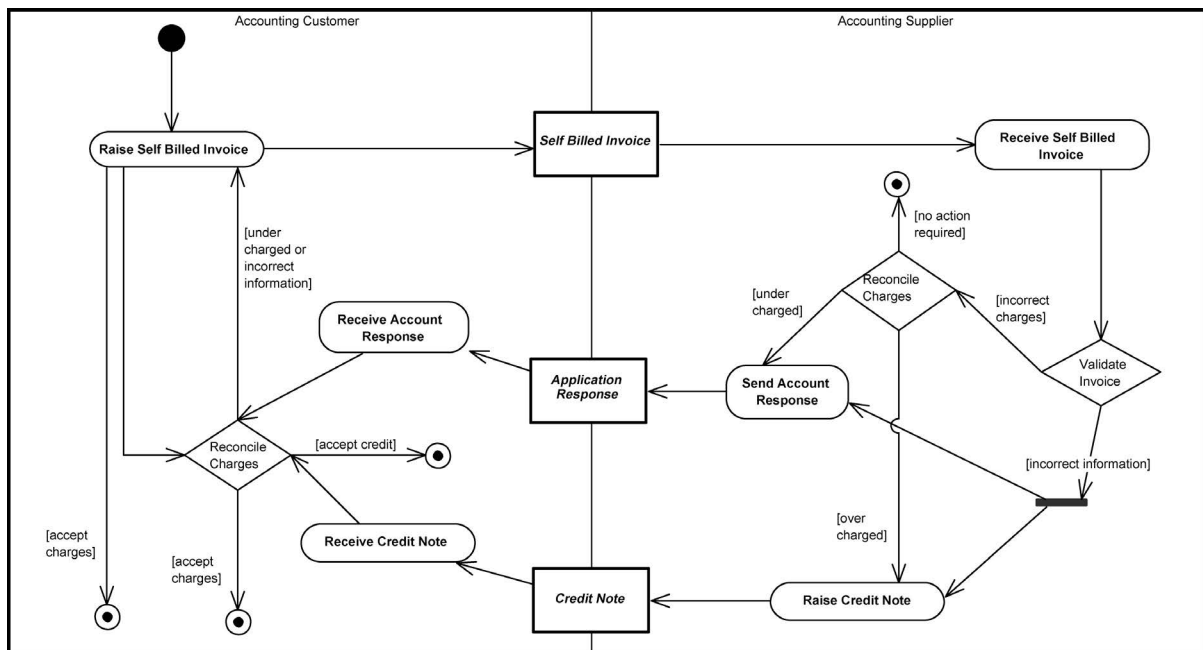 Accounting Customer
Accounting Supplier
Raise Self Billed Invoice
Self Billed Invoice
Receive Self Billed
Invoice
[no action
required]
[under
charged or
incorrect
information]
Reconcile
Charges
[under
charged]
[incorrect
charges]
Receive Account
Response
Validate
Invoice
Application
Response
Send Account
Response
Reconcile
Charges
[accept credit]
[incorrect information]
[over
charged]
[accept
charges]
Receive Credit Note
[accept
charges]
Credit Note
Raise Credit Note